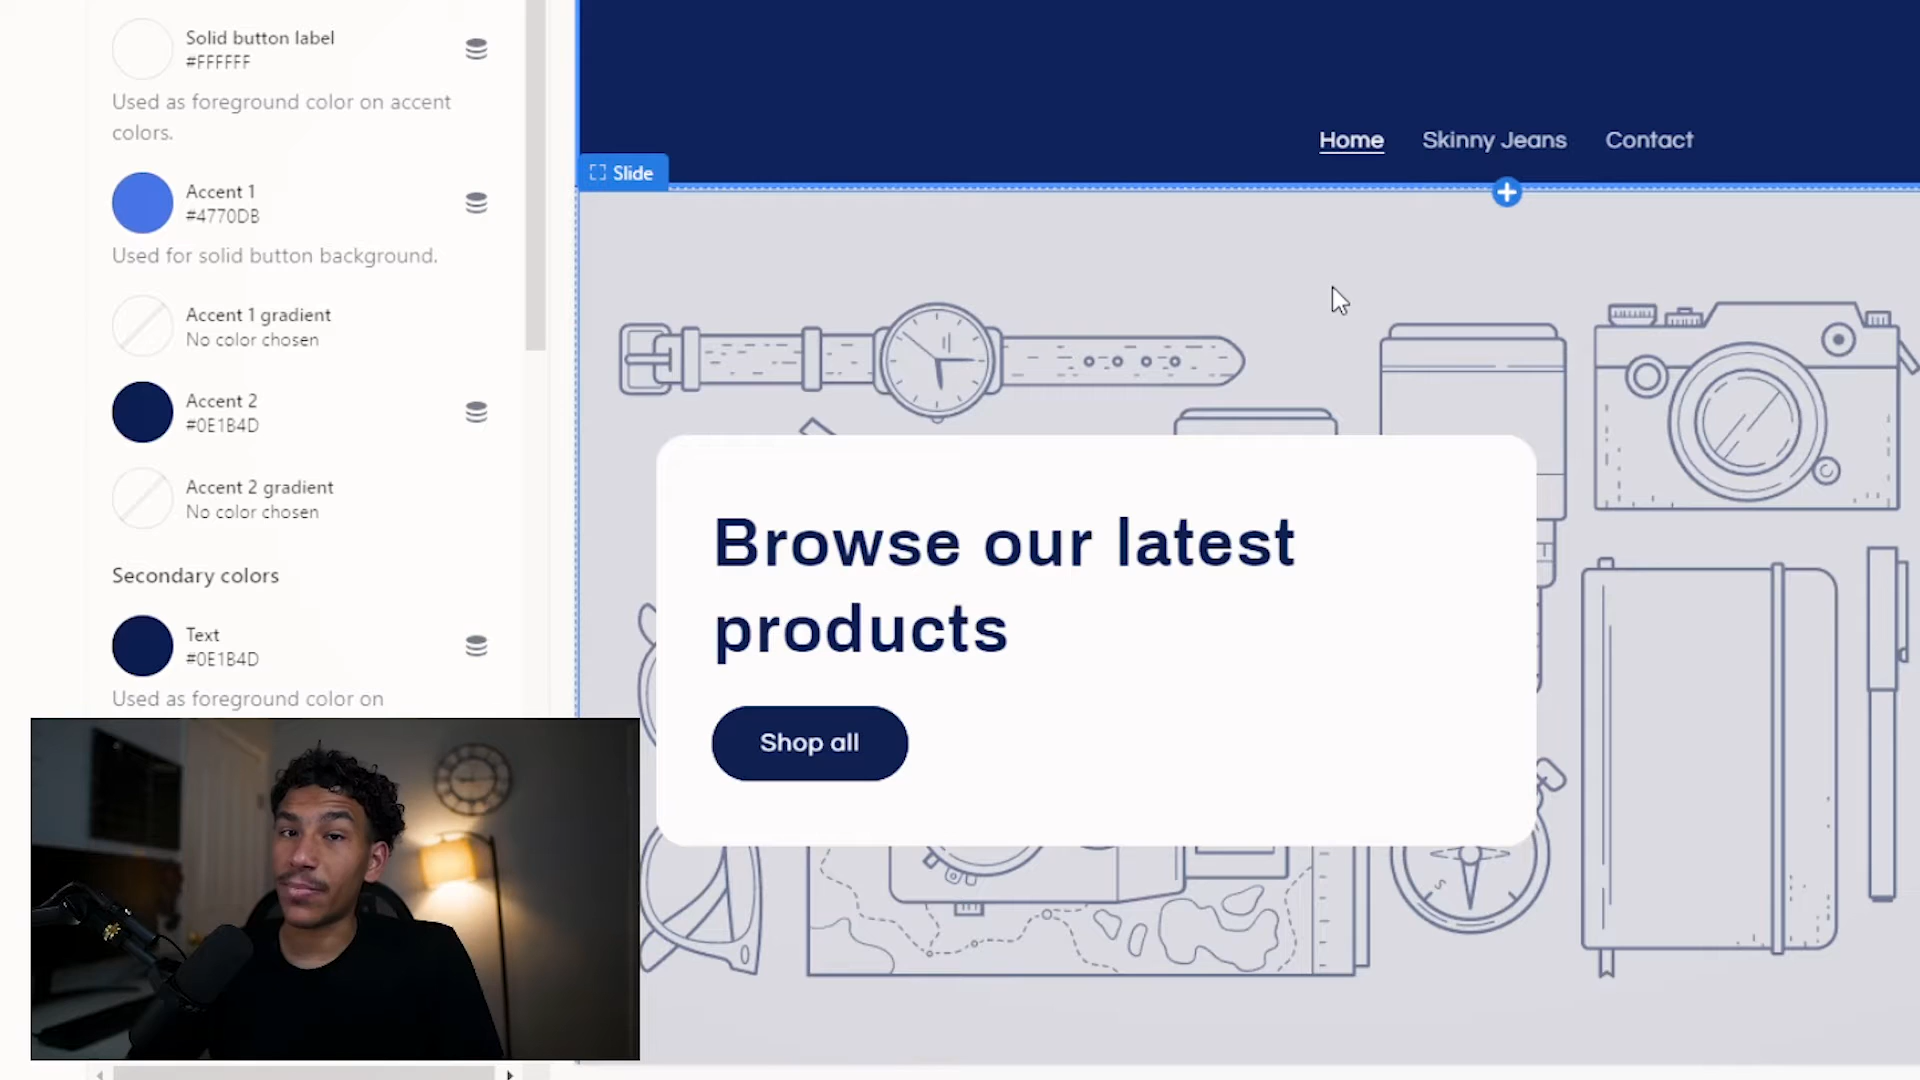 Solid button label
#FFFFFF
Used as foreground color on accent
colors.
Accent 1
#4770DB
Used for solid button background.
Accent 1 gradient
No color chosen
Accent 2
#0E1B4D
Accent 2 gradient
No color chosen
Secondary colors
Text
#0E1B4D
Used as foreground color on
Home
Skinny Jeans
Contact
Slide
Browse our latest
products
Shop all